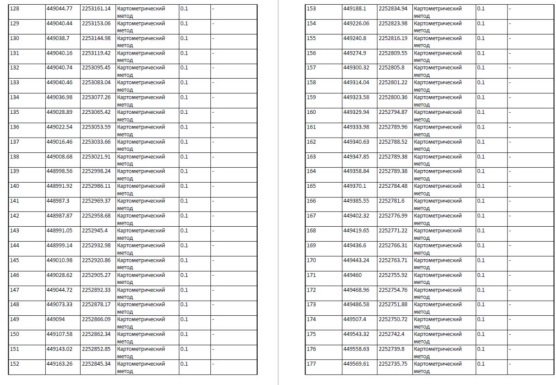 128 449044.77 2253161.24 Картометрический метод 0.1 -
129 449040.44 2253153.06 Картометрический метод 0.1 -
130 449038.7 2253144.98 Картометрический метод 0.1 -
131 449040.16 2253119.42 Картометрический метод 0.1 -
132 449040.74 2253095.45 Картометрический метод 0.1 -
133 449040.46 2253083.04 Картометрический метод 0.1 -
134 449036.98 2253077.26 Картометрический метод 0.1 -
135 449028.89 2253065.42 Картометрический метод 0.1 -
136 449022.54 2253053.59 Картометрический метод 0.1 -
137 449016.46 2253033.66 Картометрический метод 0.1 -
138 449008.68 2253021.91 Картометрический метод 0.1 -
139 448998.56 2252998.24 Картометрический метод 0.1 -
140 448991.92 2252986.11 Картометрический метод 0.1 -
141 448987.3 2252969.37 Картометрический метод 0.1 -
142 448987.87 2252958.68 Картометрический метод 0.1 -
143 448991.05 2252945.4 Картометрический метод 0.1 -
144 448999.14 2252932.98 Картометрический метод 0.1 -
145 449010.98 2252920.86 Картометрический метод 0.1 -
146 449028.62 2252905.27 Картометрический метод 0.1 -
147 449044.72 2252892.33 Картометрический метод 0.1 -
148 449073.33 2252878.17 Картометрический метод 0.1 -
149 449094 2252866.09 Картометрический метод 0.1 -
150 449107.58 2252862.34 Картометрический метод 0.1 -
151 449143.02 2252852.85 Картометрический метод 0.1 -
152 449163.26 2252845.34 Картометрический метод 0.1 -
153 449188.1 2252834.94 Картометрический метод 0.1 -
154 449226.06 2252823.98 Картометрический метод 0.1 -
155 449240.8 2252816.19 Картометрический метод 0.1 -
156 449274.9 2252809.55 Картометрический метод 0.1 -
157 449300.32 2252805.8 Картометрический метод 0.1 -
158 449314.04 2252801.22 Картометрический метод 0.1 -
159 449323.58 2252800.36 Картометрический метод 0.1 -
160 449329.94 2252794.87 Картометрический метод 0.1 -
161 449333.98 2252789.96 Картометрический метод 0.1 -
162 449340.63 2252788.52 Картометрический метод 0.1 -
163 449347.85 2252789.38 Картометрический метод 0.1 -
164 449358.84 2252789.38 Картометрический метод 0.1 -
165 449370.1 2252784.48 Картометрический метод 0.1 -
166 449385.55 2252781.6 Картометрический метод 0.1 -
167 449402.32 2252776.99 Картометрический метод 0.1 -
168 449419.65 2252771.22 Картометрический метод 0.1 -
169 449436.6 2252766.31 Картометрический метод 0.1 -
170 449443.24 2252763.71 Картометрический метод 0.1 -
171 449460 2252755.92 Картометрический метод 0.1 -
172 449468.96 2252754.76 Картометрический метод 0.1 -
173 449486.58 2252751.88 Картометрический метод 0.1 -
174 449507.4 2252750.72 Картометрический метод 0.1 -
175 449543.32 2252742.4 Картометрический метод 0.1 -
176 449558.63 2252739.8 Картометрический метод 0.1 -
177 449569.61 2252735.75 Картометрический метод 0.1 -